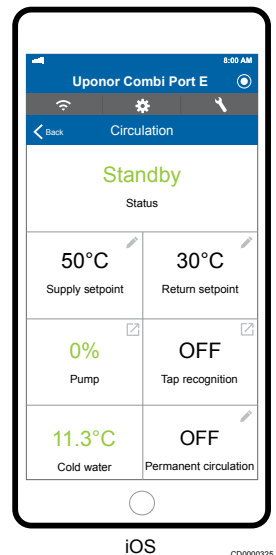 8:00 AM
Uponor Combi Port E
Back Circulation
Standby
Status
50°C 30°C
Supply setpoint Return setpoint
0% OFF
Pump Tap recognition
11.3°C OFF
Cold water Permanent circulation
iOS
CD0000325